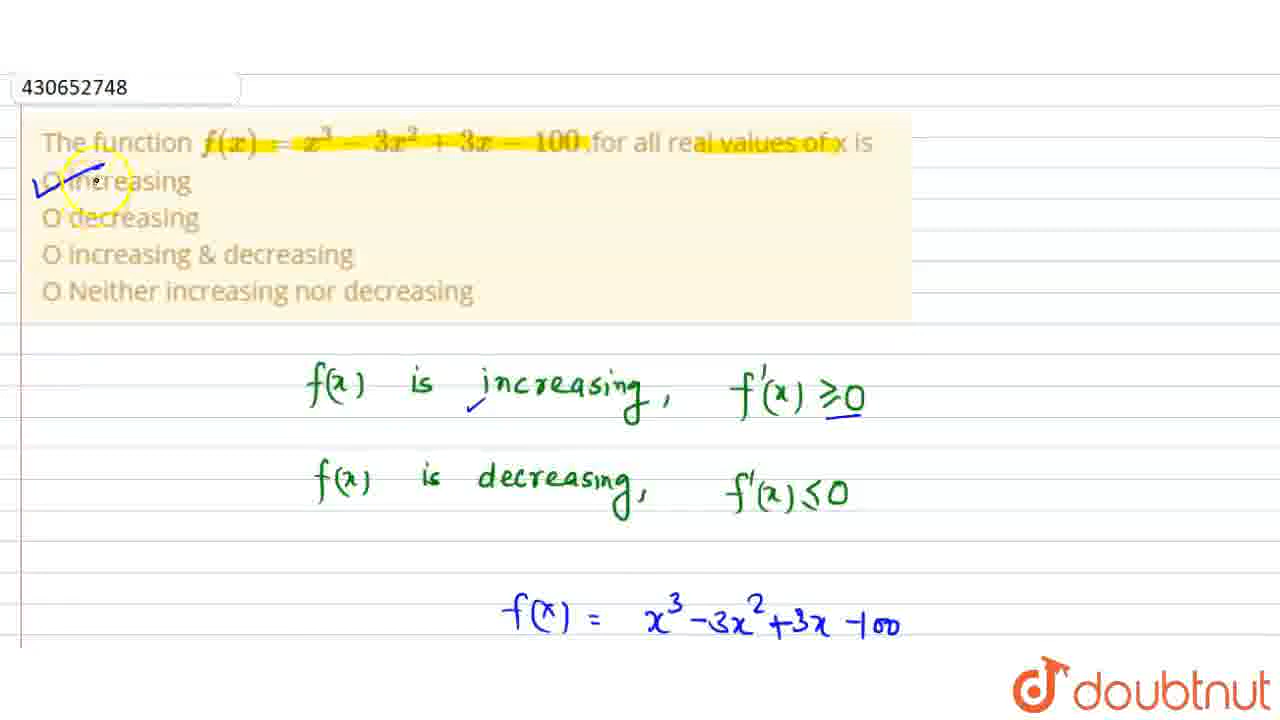 430652748
The function f(x) = x³ − 3x² + 3x − 100 ,for all real values of x is
O increasing
O decreasing
O increasing & decreasing
O Neither increasing nor decreasing
f(x) is increasing, f'(x) ⩾ 0
f(x) is decreasing, f'(x) ⩽ 0
f(x) = x³ − 3x² + 3x − 100
doubtnut